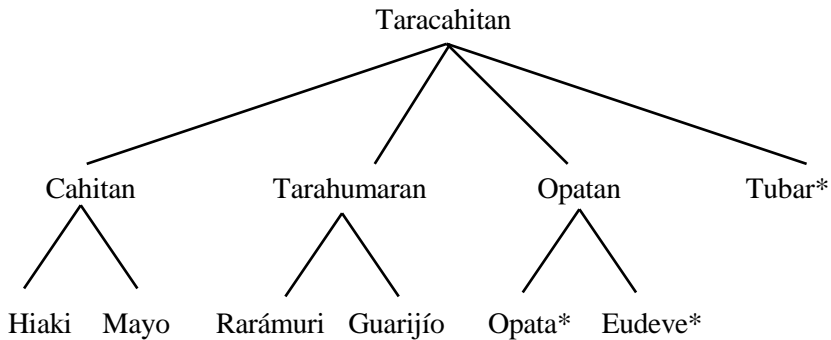 Taracahitan
Cahitan Tarahumaran Opatan Tubar*
Hiaki Mayo Rarámuri Guarijío Opata* Eudeve*